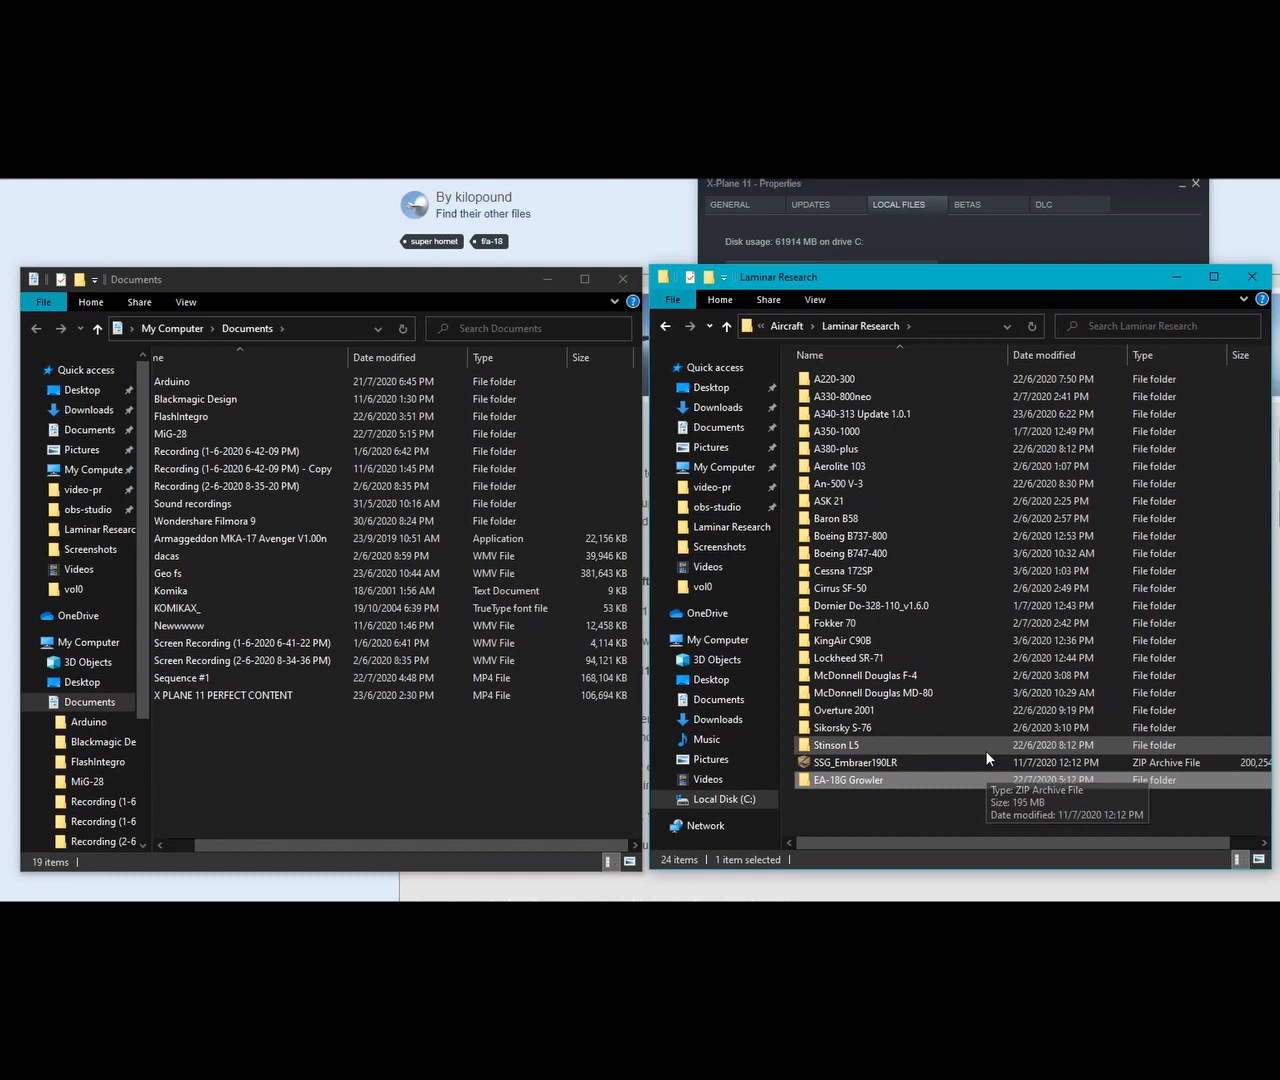 By kilopound
Find their other files
super hornet
f/a-18
X-Plane 11 - Properties
GENERAL UPDATES LOCAL FILES BETAS DLC
Disk usage: 61914 MB on drive C:
Documents
File Home Share View
My Computer Documents
Search Documents
Quick access
Desktop
Downloads
Documents
Pictures
My Compute
video-pr
obs-studio
Laminar Researc
Screenshots
Videos
vol0
OneDrive
My Computer
3D Objects
Desktop
Documents
Arduino
Blackmagic De
FlashIntegro
MiG-28
Recording (1-6
Recording (1-6
Recording (2-6
ne Date modified Type Size
Arduino 21/7/2020 6:45 PM File folder
Blackmagic Design 11/6/2020 1:30 PM File folder
FlashIntegro 22/6/2020 3:51 PM File folder
MiG-28 22/7/2020 5:15 PM File folder
Recording (1-6-2020 6-42-09 PM) 1/6/2020 6:42 PM File folder
Recording (1-6-2020 6-42-09 PM) - Copy 11/6/2020 1:45 PM File folder
Recording (2-6-2020 8-35-20 PM) 2/6/2020 8:35 PM File folder
Sound recordings 31/5/2020 10:16 AM File folder
Wondershare Filmora 9 30/6/2020 8:24 PM File folder
Armaggeddon MKA-17 Avenger V1.00n 23/9/2019 10:51 AM Application 22,156 KB
dacas 2/6/2020 8:59 PM WMV File 39,946 KB
Geo fs 23/6/2020 10:44 AM WMV File 381,643 KB
Komika 18/6/2001 1:56 AM Text Document 9 KB
KOMIKAX_ 19/10/2004 6:39 PM TrueType font file 53 KB
Newwwww 11/6/2020 1:46 PM WMV File 12,458 KB
Screen Recording (1-6-2020 6-41-22 PM) 1/6/2020 6:41 PM WMV File 4,114 KB
Screen Recording (2-6-2020 8-34-36 PM) 2/6/2020 8:35 PM WMV File 94,121 KB
Sequence #1 22/7/2020 4:48 PM MP4 File 168,104 KB
X PLANE 11 PERFECT CONTENT 23/6/2020 2:30 PM MP4 File 106,694 KB
19 items
Laminar Research
File Home Share View
Aircraft Laminar Research
Search Laminar Research
Quick access
Desktop
Downloads
Documents
Pictures
My Computer
video-pr
obs-studio
Laminar Research
Screenshots
Videos
vol0
OneDrive
My Computer
3D Objects
Desktop
Documents
Downloads
Music
Pictures
Videos
Local Disk (C:)
Network
Name Date modified Type Size
A220-300 22/6/2020 7:50 PM File folder
A330-800neo 2/7/2020 2:41 PM File folder
A340-313 Update 1.0.1 23/6/2020 6:22 PM File folder
A350-1000 1/7/2020 12:49 PM File folder
A380-plus 22/6/2020 8:12 PM File folder
Aerolite 103 2/6/2020 1:07 PM File folder
An-500 V-3 22/6/2020 8:30 PM File folder
ASK 21 2/6/2020 2:25 PM File folder
Baron B58 2/6/2020 2:57 PM File folder
Boeing B737-800 2/6/2020 12:53 PM File folder
Boeing B747-400 3/6/2020 10:32 AM File folder
Cessna 172SP 2/6/2020 1:03 PM File folder
Cirrus SF-50 2/6/2020 2:49 PM File folder
Dornier Do-328-110_v1.6.0 1/7/2020 12:43 PM File folder
Fokker 70 2/7/2020 2:42 PM File folder
KingAir C90B 3/6/2020 12:36 PM File folder
Lockheed SR-71 2/6/2020 12:44 PM File folder
McDonnell Douglas F-4 2/6/2020 3:08 PM File folder
McDonnell Douglas MD-80 3/6/2020 10:29 AM File folder
Overture 2001 22/6/2020 9:19 PM File folder
Sikorsky S-76 2/6/2020 3:10 PM File folder
Stinson L5 22/6/2020 8:12 PM File folder
SSG_Embraer190LR 11/7/2020 12:12 PM ZIP Archive File 200,254
EA-18G Growler 22/7/2020 5:12 PM File folder
Type: ZIP Archive File
Size: 195 MB
Date modified: 11/7/2020 12:12 PM
24 items 1 item selected